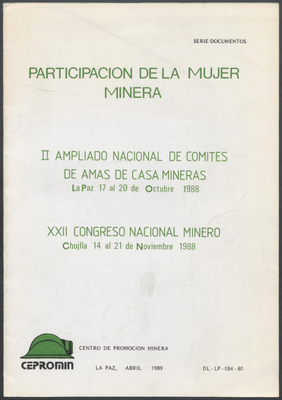 SERIE DOCUMENTOS
PARTICIPACION DE LA MUJER
MINERA
II AMPLIADO NACIONAL DE COMITES
DE AMAS DE CASA MINERAS
La Paz 17 al 20 de Octubre 1988
XXII CONGRESO NACIONAL MINERO
Chojlla 14 al 21 de Noviembre 1988
CEPROMIN
CENTRO DE PROMOCION MINERA
LA PAZ, ABRIL 1989
DL - LP - 084 - 80